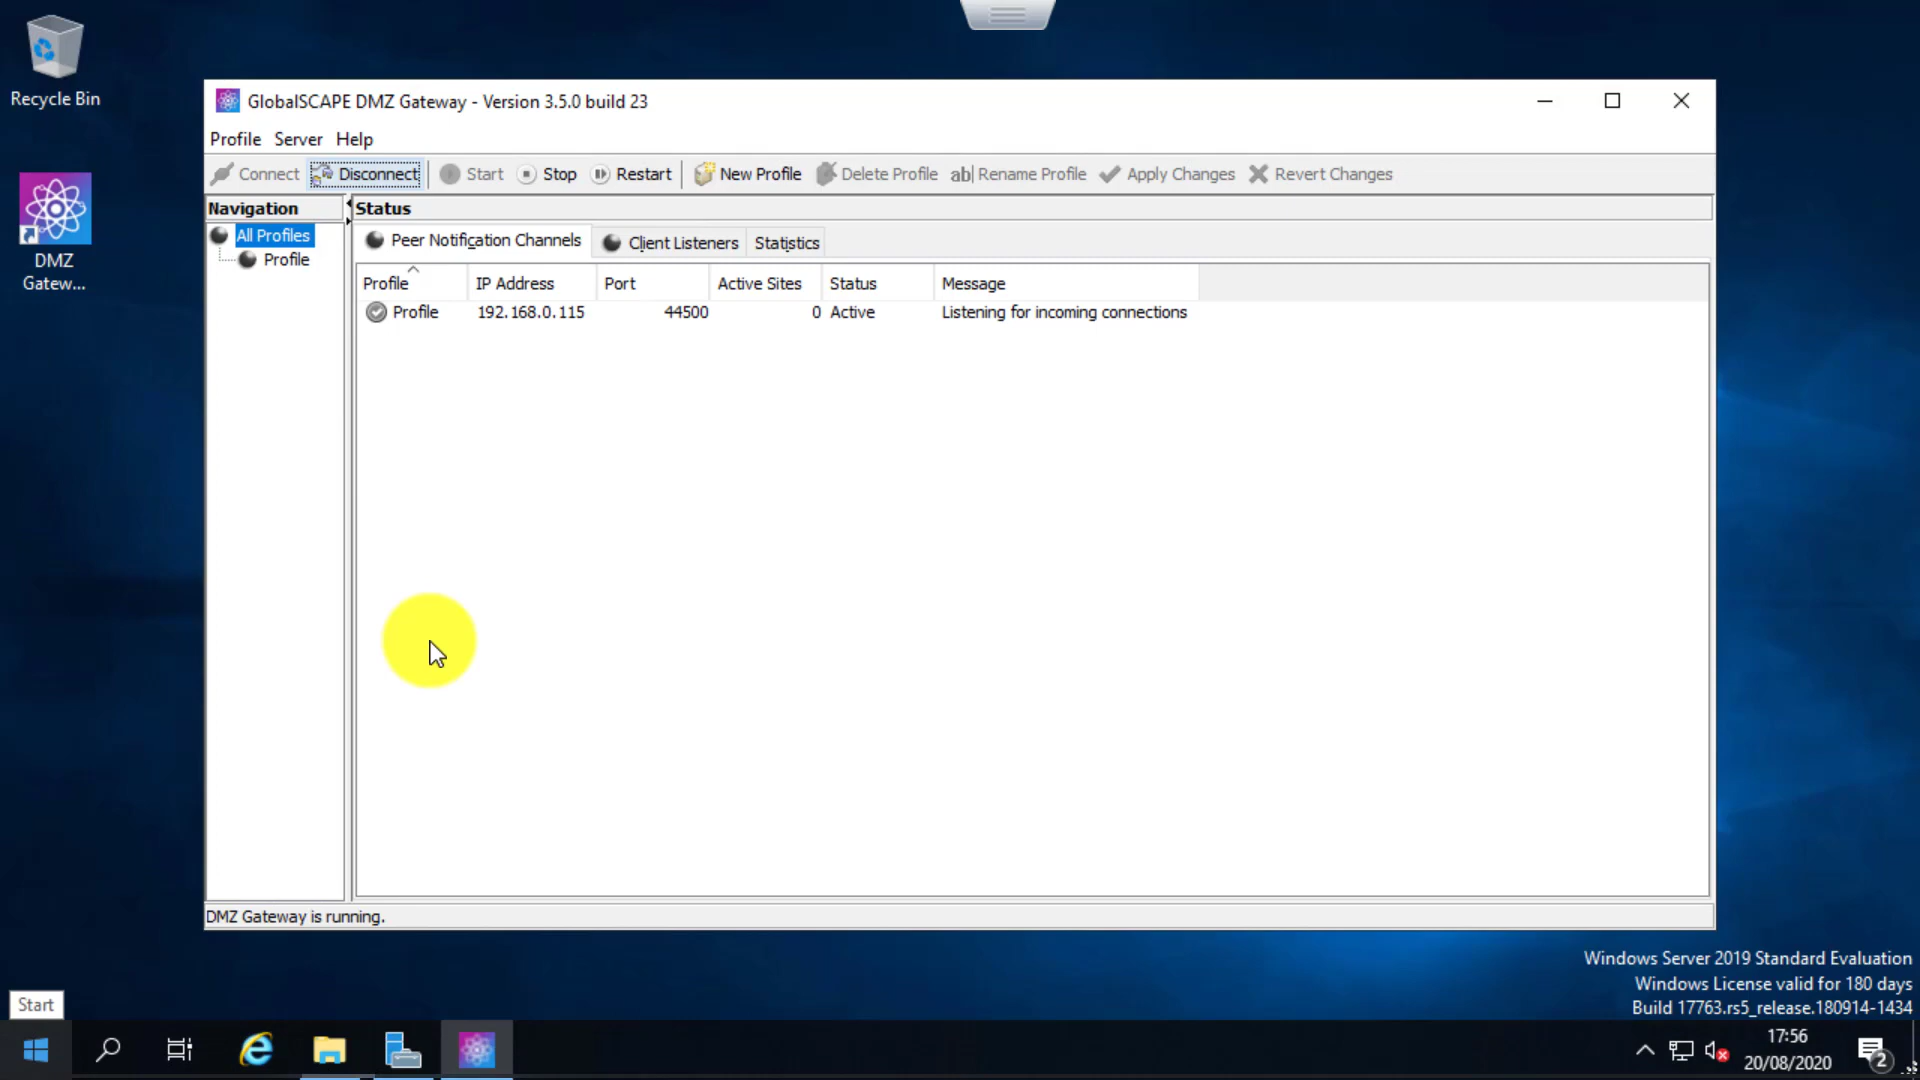 Recycle Bin
DMZ
Gatew...
GlobalSCAPE DMZ Gateway - Version 3.5.0 build 23
Profile Server Help
Connect Disconnect Start Stop Restart New Profile Delete Profile ab| Rename Profile Apply Changes Revert Changes
Navigation
All Profiles
Profile
Status
Peer Notification Channels Client Listeners Statistics
Profile IP Address Port Active Sites Status Message
Profile 192.168.0.115 44500 0 Active Listening for incoming connections
DMZ Gateway is running.
Windows Server 2019 Standard Evaluation
Windows License valid for 180 days
Build 17763.rs5_release.180914-1434
Start
17:56
20/08/2020
2